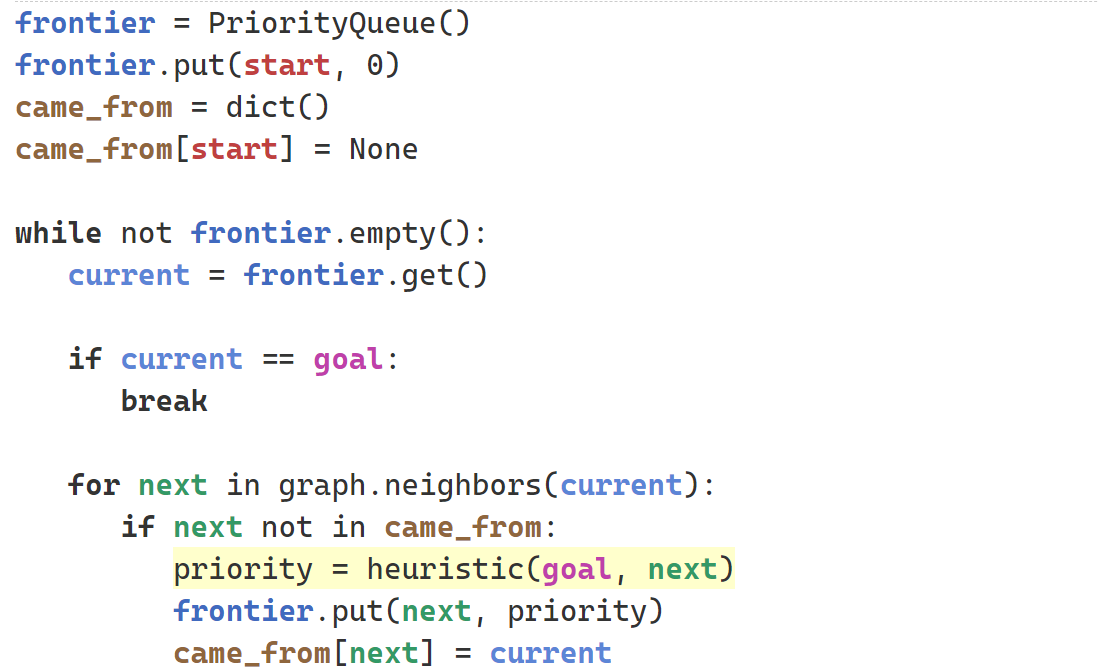 frontier = PriorityQueue()
frontier.put(start, 0)
came_from = dict()
came_from[start] = None

while not frontier.empty():
   current = frontier.get()

   if current == goal:
      break

   for next in graph.neighbors(current):
      if next not in came_from:
         priority = heuristic(goal, next)
         frontier.put(next, priority)
         came_from[next] = current